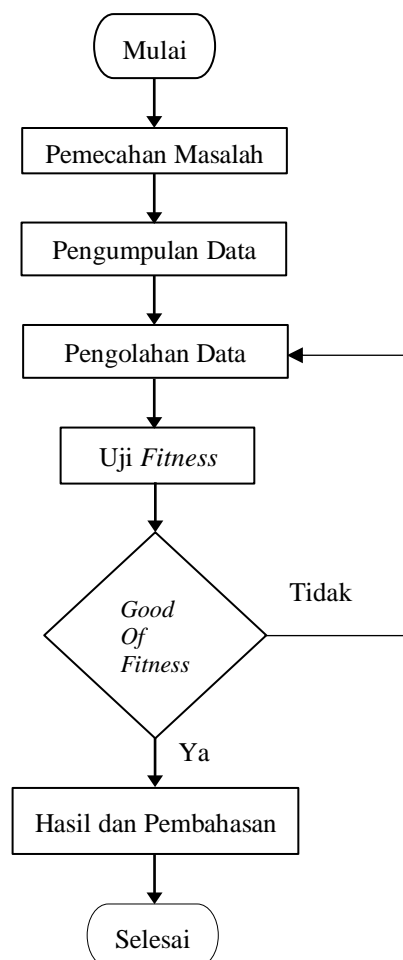 Mulai
Pemecahan Masalah
Pengumpulan Data
Pengolahan Data
Uji Fitness
Good
Of
Fitness
Tidak
Ya
Hasil dan Pembahasan
Selesai